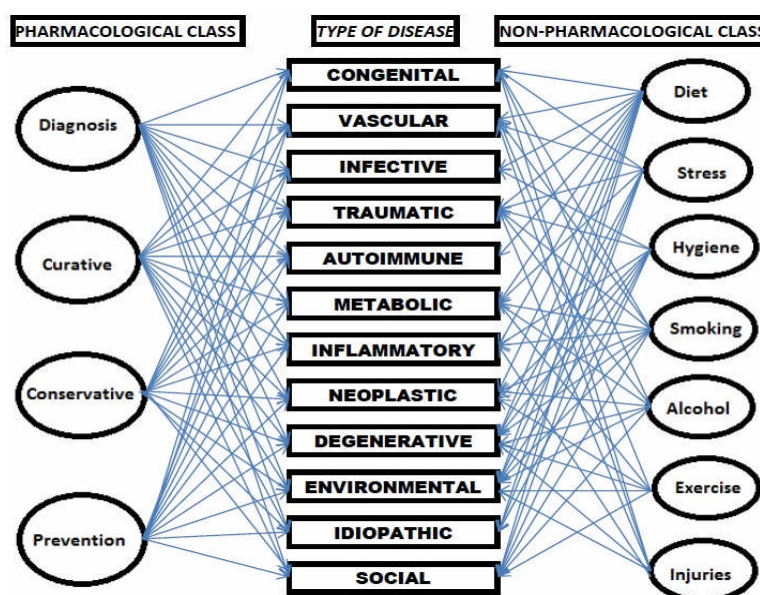 PHARMACOLOGICAL CLASS
TYPE OF DISEASE
NON-PHARMACOLOGICAL CLASS
Diagnosis
Curative
Conservative
Prevention
CONGENITAL
VASCULAR
INFECTIVE
TRAUMATIC
AUTOIMMUNE
METABOLIC
INFLAMMATORY
NEOPLASTIC
DEGENERATIVE
ENVIRONMENTAL
IDIOPATHIC
SOCIAL
Diet
Stress
Hygiene
Smoking
Alcohol
Exercise
Injuries